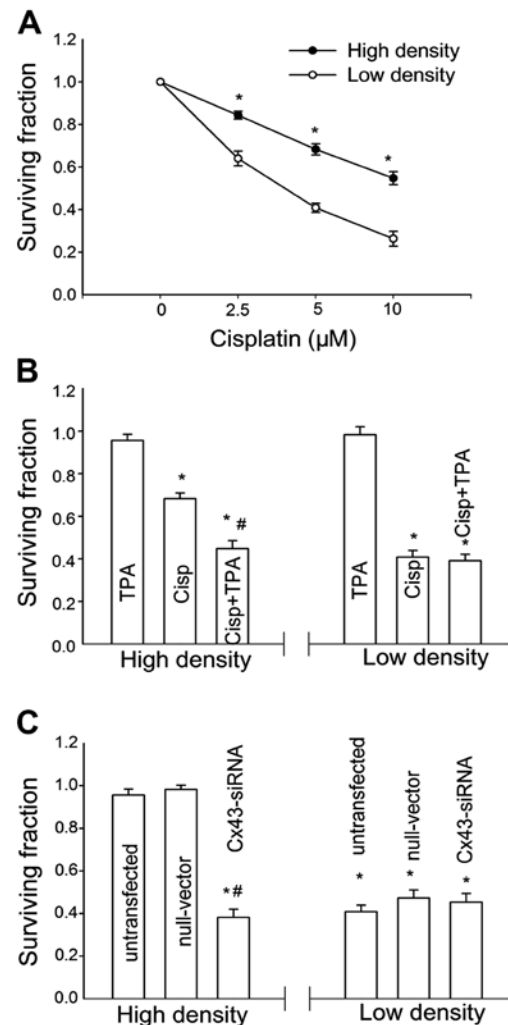 A
1.2
1.0
0.8
0.6
0.4
0.2
0.0
Surviving fraction
High density
Low density
*
*
*
0
2.5
5
10
Cisplatin (µM)
B
1.0
0.8
0.6
0.4
0.2
0.0
Surviving fraction
TPA
*
Cisp
* #
Cisp+TPA
TPA
*
Cisp
*
Cisp+TPA
High density
Low density
C
1.2
1.0
0.8
0.6
0.4
0.2
0.0
Surviving fraction
untransfected
null-vector
Cx43-siRNA
*#
untransfected
null-vector
Cx43-siRNA
*
*
*
High density
Low density